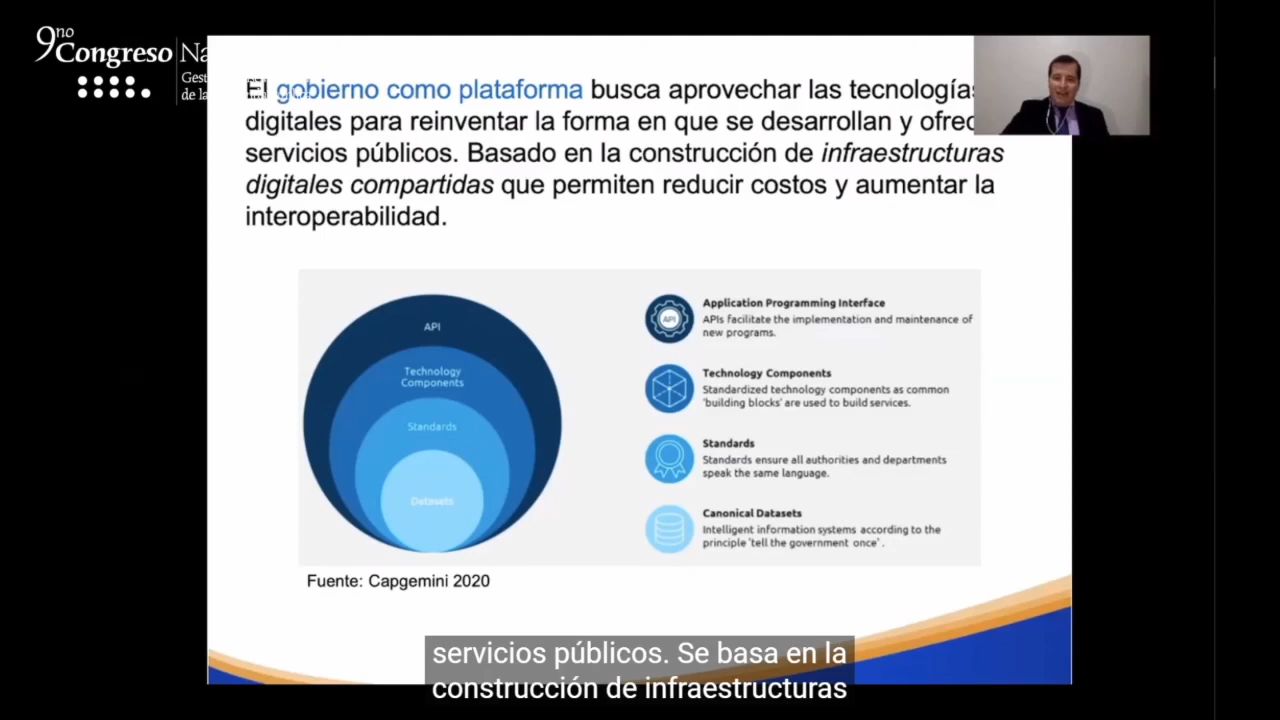 9no
Congreso Na
Gest
de la
El gobierno como plataforma busca aprovechar las tecnologías
digitales para reinventar la forma en que se desarrollan y ofrec
servicios públicos. Basado en la construcción de infraestructuras
digitales compartidas que permiten reducir costos y aumentar la
interoperabilidad.
API
Technology
Components
Standards
Datasets
API
Application Programming Interface
APIs facilitate the implementation and maintenance of
new programs.
Technology Components
Standardized technology components as common
'building blocks' are used to build services.
Standards
Standards ensure all authorities and departments
speak the same language.
Canonical Datasets
Intelligent information systems according to the
principle 'tell the government once' .
Fuente: Capgemini 2020
servicios públicos. Se basa en la
construcción de infraestructuras